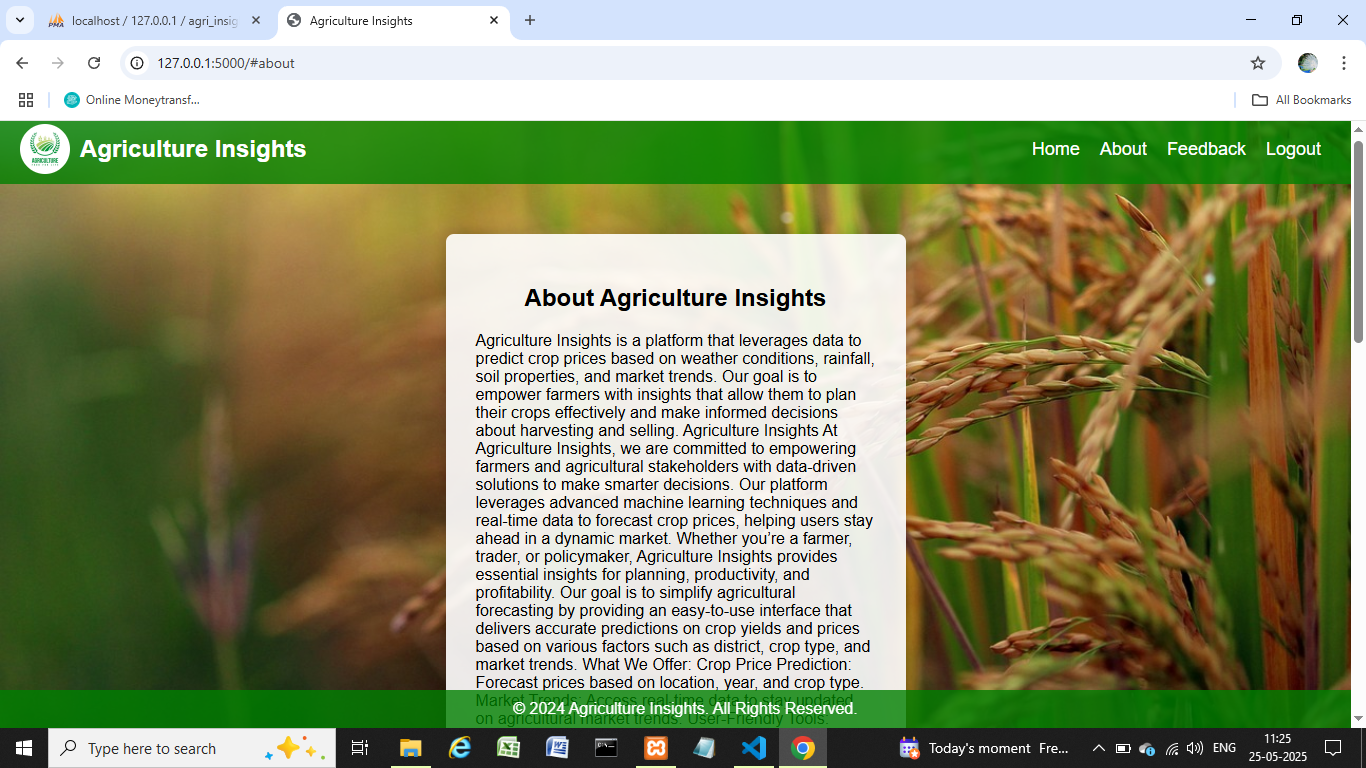 localhost / 127.0.0.1 / agri_insig
Agriculture Insights
127.0.0.1:5000/#about
Online Moneytransf...
All Bookmarks
AGRICULTURE
Agriculture Insights
Home About Feedback Logout
About Agriculture Insights
Agriculture Insights is a platform that leverages data to
predict crop prices based on weather conditions, rainfall,
soil properties, and market trends. Our goal is to
empower farmers with insights that allow them to plan
their crops effectively and make informed decisions
about harvesting and selling. Agriculture Insights At
Agriculture Insights, we are committed to empowering
farmers and agricultural stakeholders with data-driven
solutions to make smarter decisions. Our platform
leverages advanced machine learning techniques and
real-time data to forecast crop prices, helping users stay
ahead in a dynamic market. Whether you’re a farmer,
trader, or policymaker, Agriculture Insights provides
essential insights for planning, productivity, and
profitability. Our goal is to simplify agricultural
forecasting by providing an easy-to-use interface that
delivers accurate predictions on crop yields and prices
based on various factors such as district, crop type, and
market trends. What We Offer: Crop Price Prediction:
Forecast prices based on location, year, and crop type.
Market Trends: Access real-time data to stay updated
© 2024 Agriculture Insights. All Rights Reserved.
on agricultural market trends. User-Friendly Tools:
Type here to search
Today's moment Fre...
ENG
11:25
25-05-2025